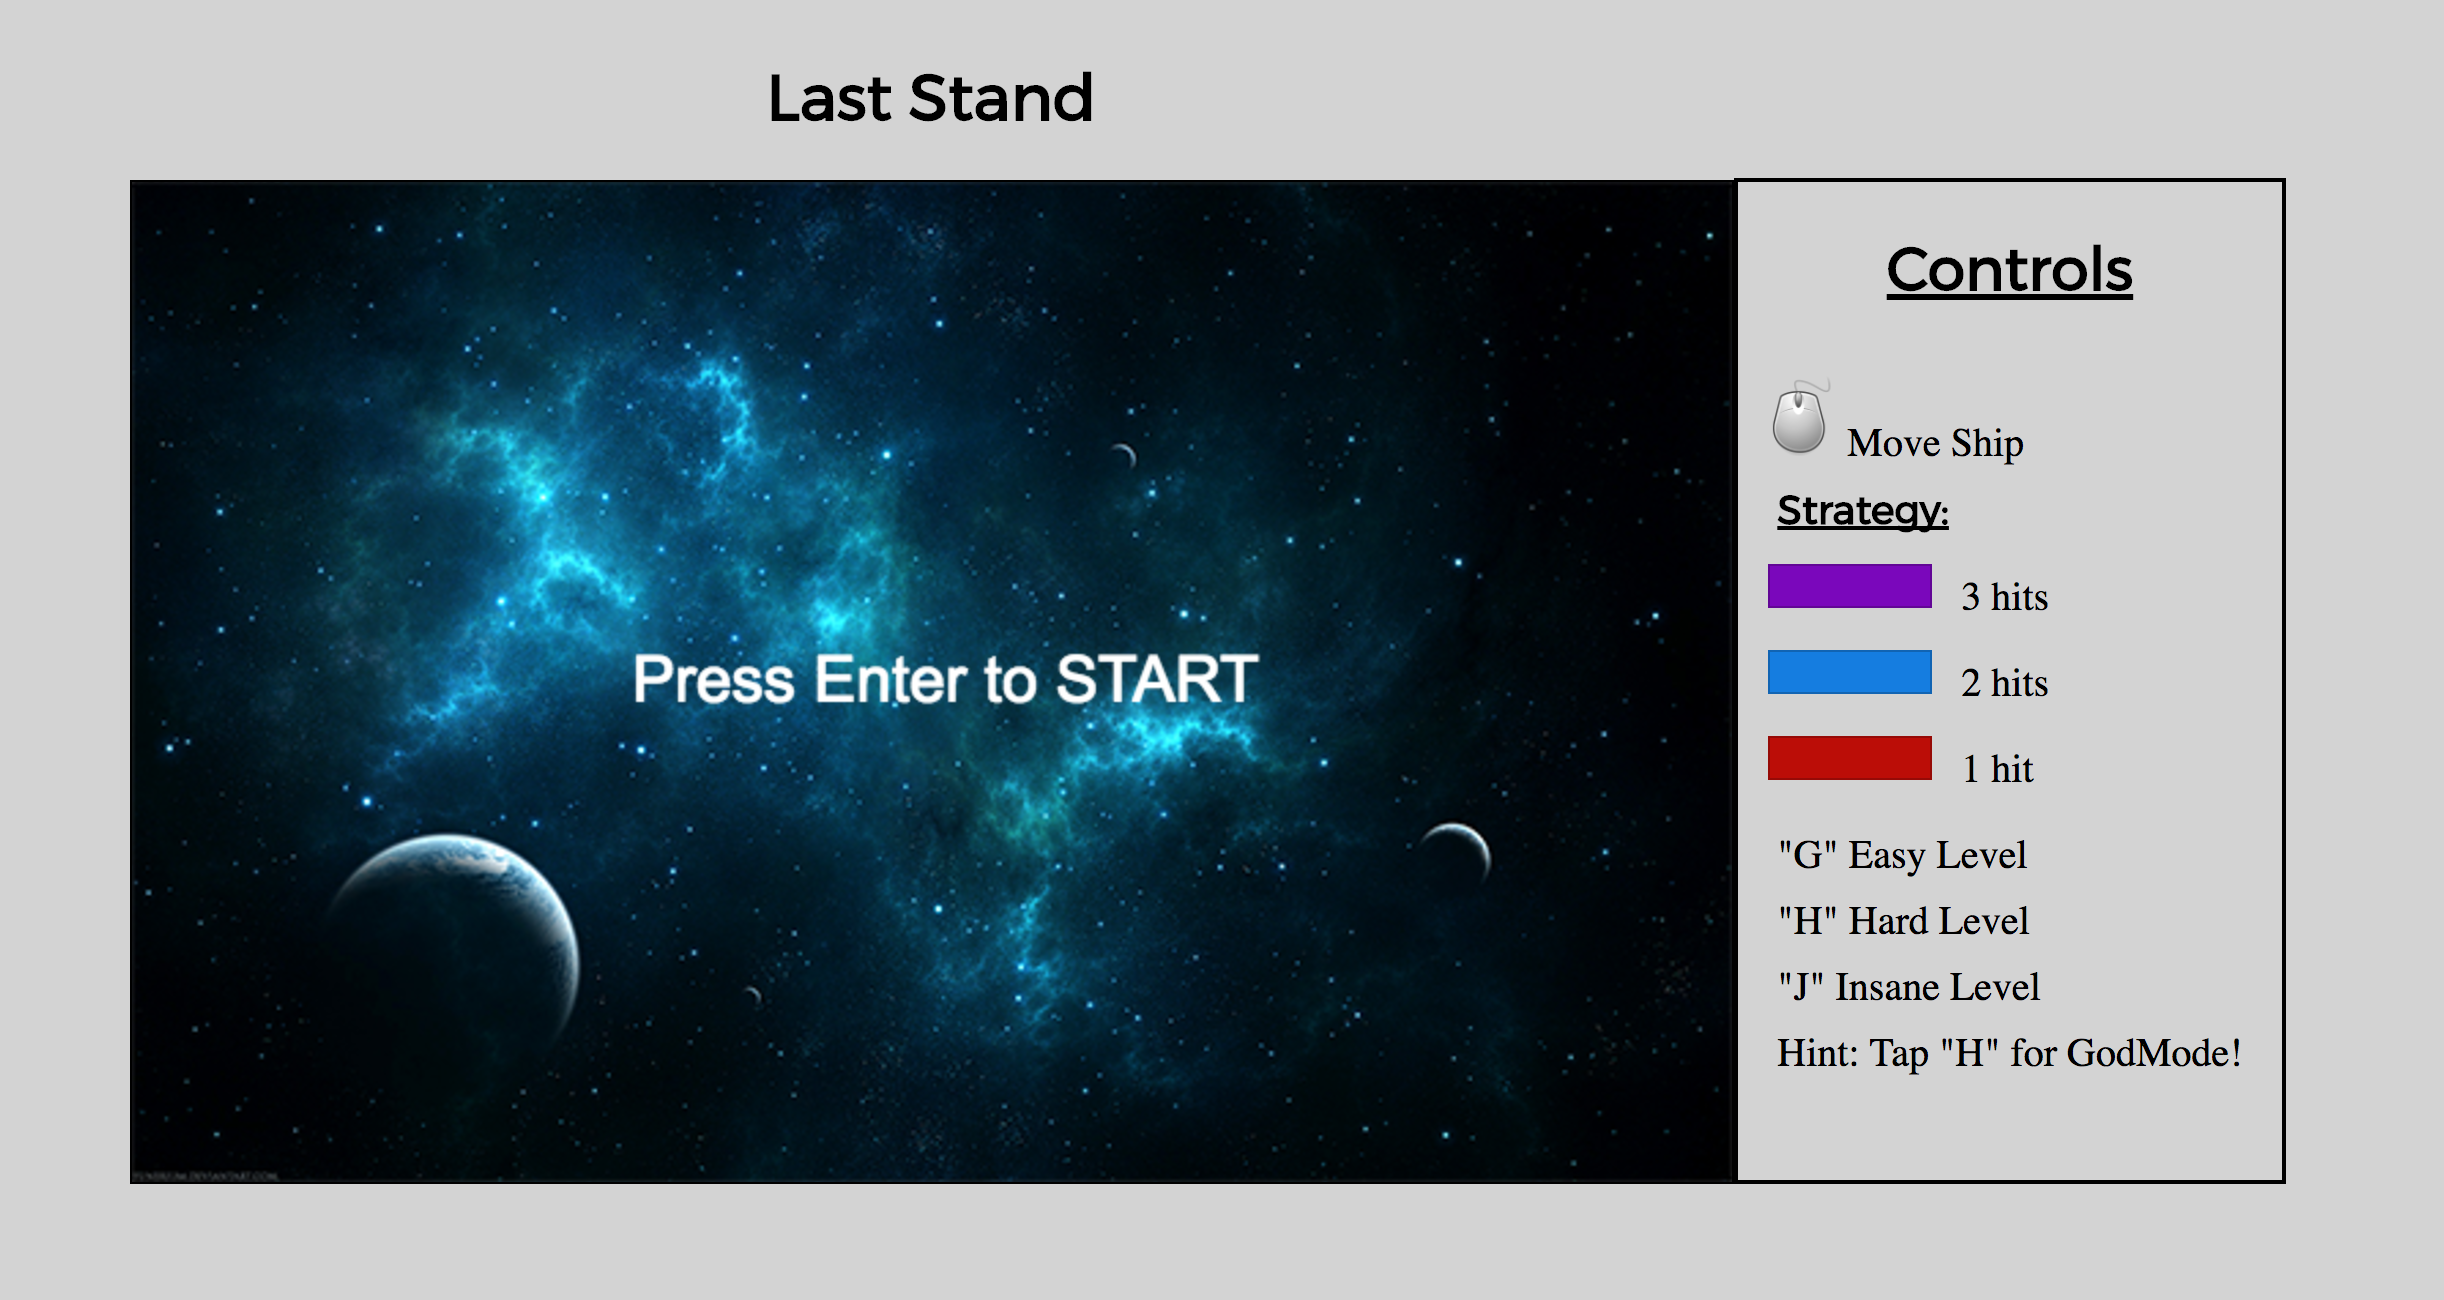 Last Stand
Press Enter to START
Controls
Move Ship
Strategy:
3 hits
2 hits
1 hit
"G" Easy Level
"H" Hard Level
"J" Insane Level
Hint: Tap "H" for GodMode!